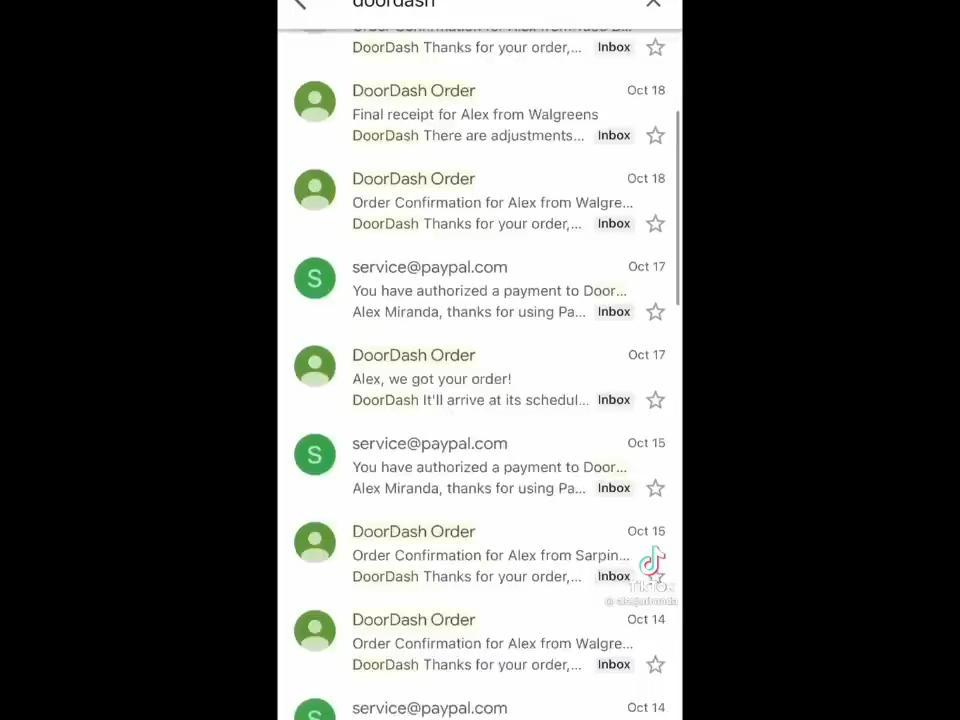 doordash
DoorDash Thanks for your order,... Inbox
DoorDash Order Oct 18
Final receipt for Alex from Walgreens
DoorDash There are adjustments... Inbox
DoorDash Order Oct 18
Order Confirmation for Alex from Walgre...
DoorDash Thanks for your order,... Inbox
S service@paypal.com Oct 17
You have authorized a payment to Door...
Alex Miranda, thanks for using Pa... Inbox
DoorDash Order Oct 17
Alex, we got your order!
DoorDash It'll arrive at its schedul... Inbox
S service@paypal.com Oct 15
You have authorized a payment to Door...
Alex Miranda, thanks for using Pa... Inbox
DoorDash Order Oct 15
Order Confirmation for Alex from Sarpin...
DoorDash Thanks for your order,... Inbox
TikTok
DoorDash Order Oct 14
Order Confirmation for Alex from Walgre...
DoorDash Thanks for your order,... Inbox
S service@paypal.com Oct 14